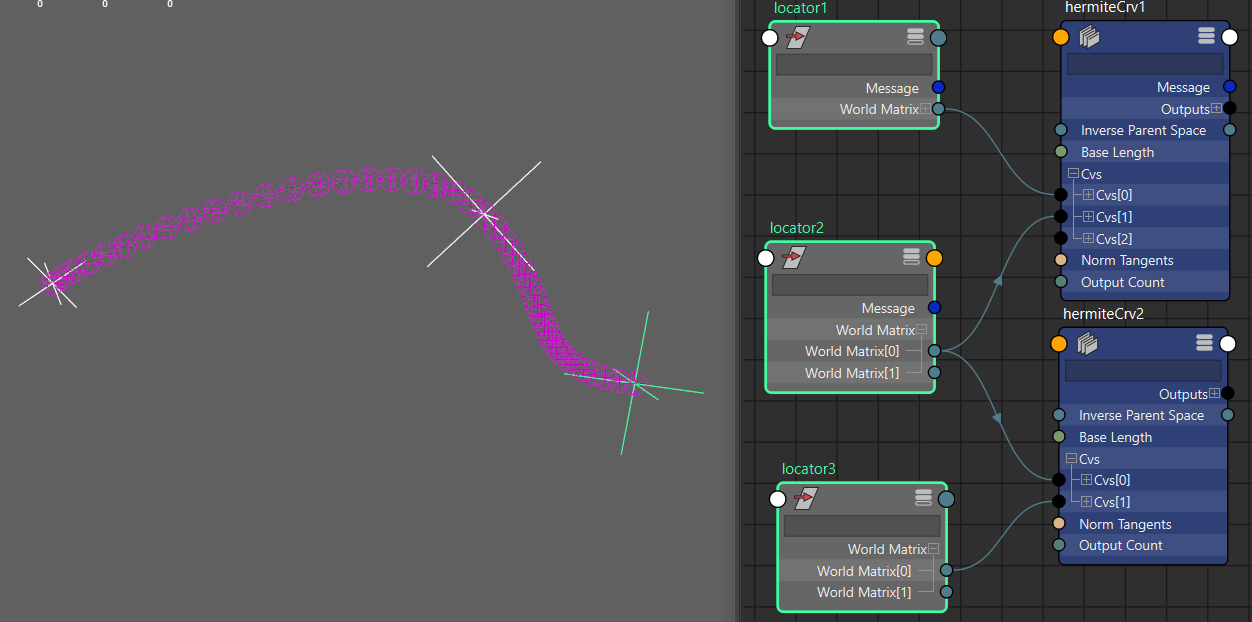 0 0 0
locator1
Message
World Matrix
hermiteCrv1
Message
Outputs
Inverse Parent Space
Base Length
Cvs
Cvs[0]
Cvs[1]
Cvs[2]
Norm Tangents
Output Count
locator2
Message
World Matrix
World Matrix[0]
World Matrix[1]
hermiteCrv2
Outputs
Inverse Parent Space
Base Length
Cvs
Cvs[0]
Cvs[1]
Norm Tangents
Output Count
locator3
World Matrix
World Matrix[0]
World Matrix[1]